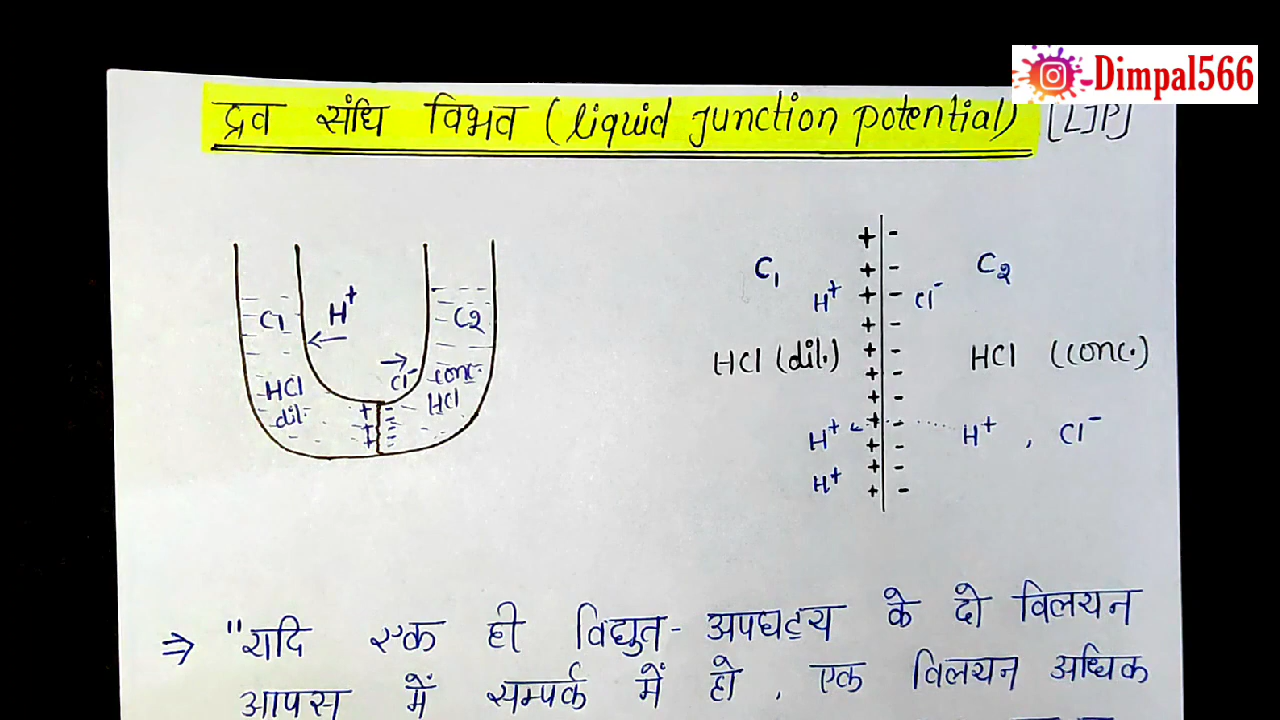 -Dimpal566
द्रव संधि विभव (liquid junction potential) [LJP]
C1 H+ C2
Cl- conc.
HCl HCl
dil-
C1 C2
H+ Cl-
HCl (dil.) HCl (conc.)
H+ H+ , Cl-
H+
⇒ "यदि एक ही विद्युत-अपघट्य के दो विलयन
आपस में सम्पर्क में हो , एक विलयन अधिक